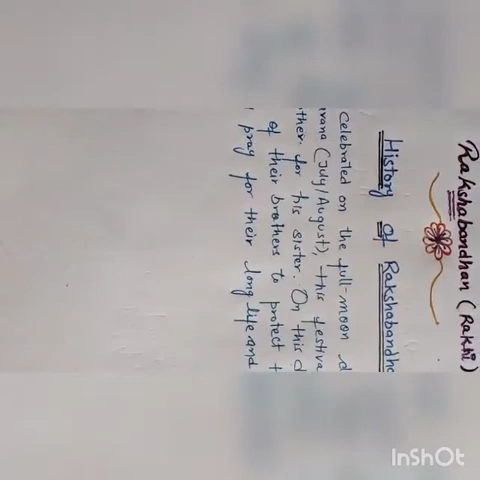 Rakshabandhan (Rakhi)
History of Rakshabandha
celebrated on the full-moon d
vana (July/August), this festiva
ther for his sister. On this d
of their brothers to protect t
pray for their long life and
InShOt